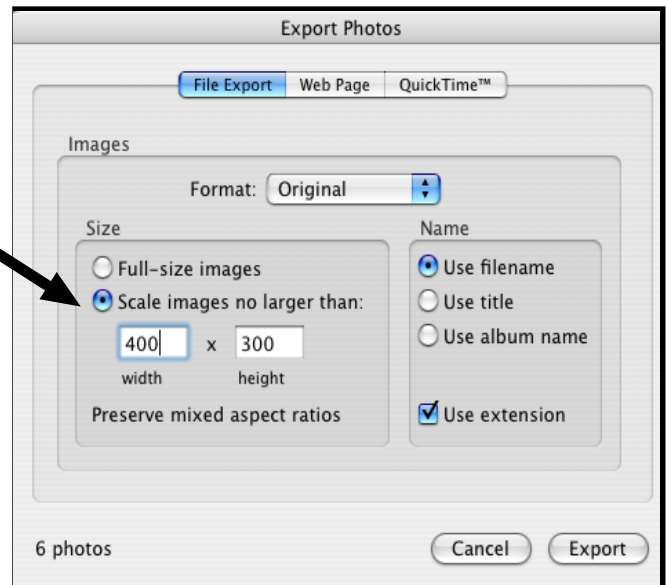 Export Photos
File Export Web Page QuickTime™
Images
Format: Original
Size
Full-size images
Scale images no larger than:
400 x 300
width height
Preserve mixed aspect ratios
Name
Use filename
Use title
Use album name
Use extension
6 photos
Cancel Export